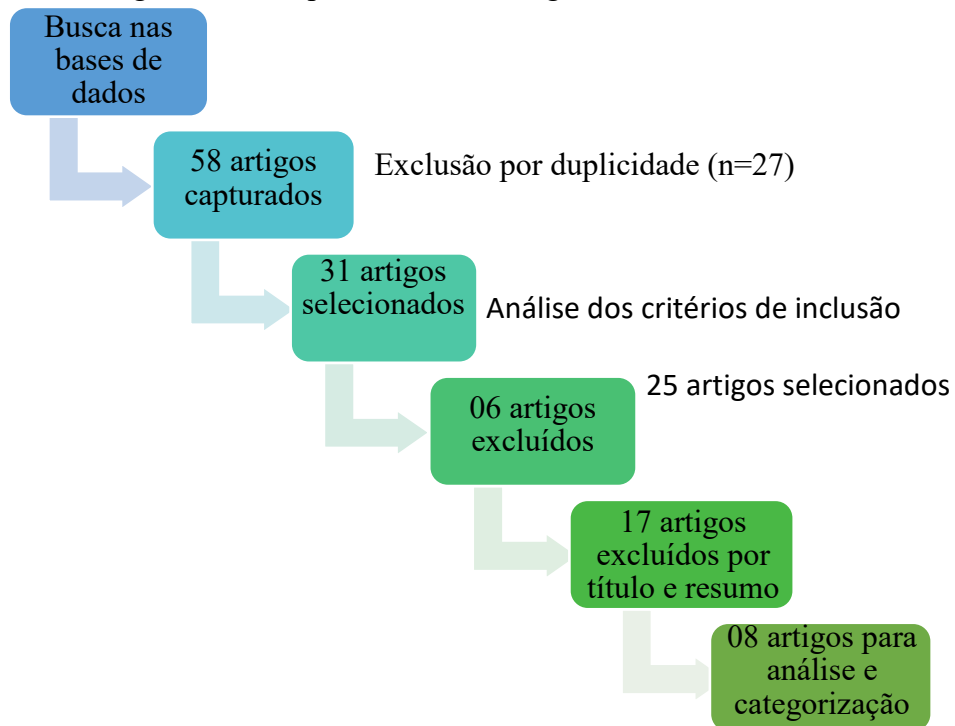 Busca nas
bases de
dados
58 artigos
capturados
Exclusão por duplicidade (n=27)
31 artigos
selecionados
Análise dos critérios de inclusão
06 artigos
excluídos
25 artigos selecionados
17 artigos
excluídos por
título e resumo
08 artigos para
análise e
categorização